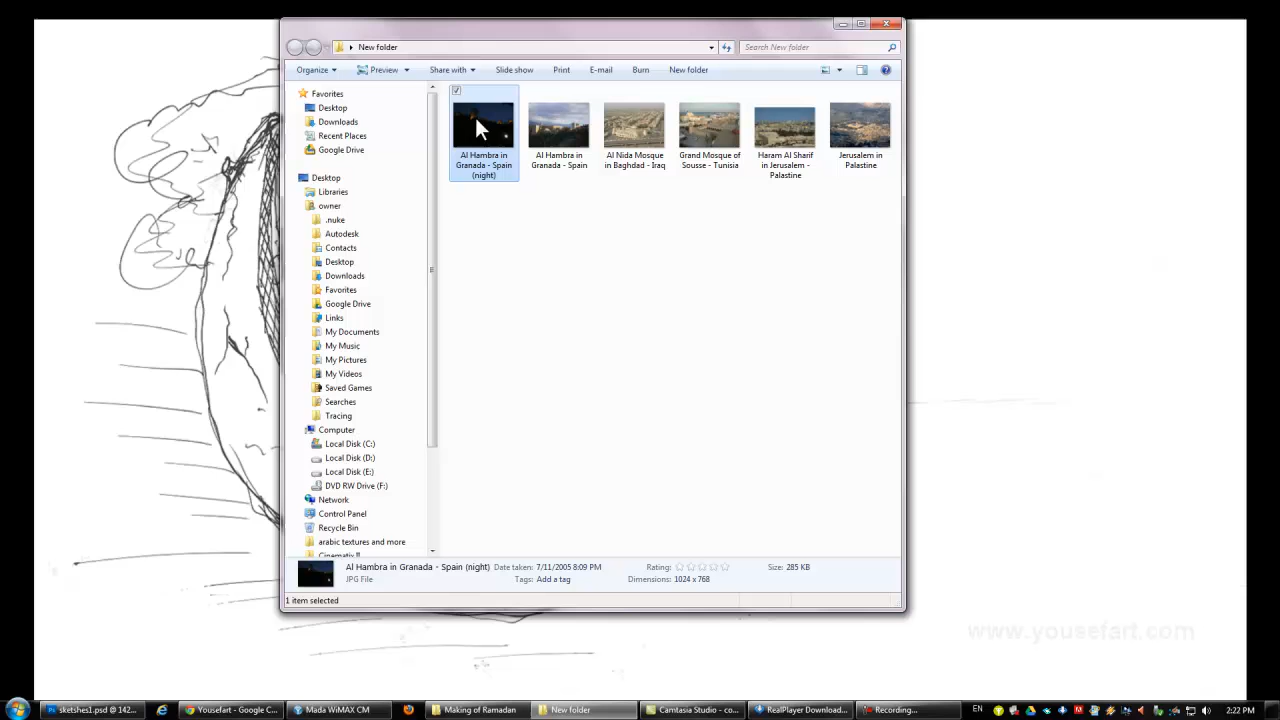 New folder
Search New folder
Organize
Preview
Share with
Slide show
Print
E-mail
Burn
New folder
Favorites
Desktop
Downloads
Recent Places
Google Drive
Desktop
Libraries
owner
.nuke
Autodesk
Contacts
Desktop
Downloads
Favorites
Google Drive
Links
My Documents
My Music
My Pictures
My Videos
Saved Games
Searches
Tracing
Computer
Local Disk (C:)
Local Disk (D:)
Local Disk (E:)
DVD RW Drive (F:)
Network
Control Panel
Recycle Bin
arabic textures and more
Al Hambra in
Granada - Spain
(night)
Al Hambra in
Granada - Spain
Al Nida Mosque
in Baghdad - Iraq
Grand Mosque of
Sousse - Tunisia
Haram Al Sharif
in Jerusalem -
Palastine
Jerusalem in
Palastine
Al Hambra in Granada - Spain (night)
JPG File
Date taken: 7/11/2005 8:09 PM
Tags: Add a tag
Rating:
Dimensions: 1024 x 768
Size: 285 KB
1 item selected
www.yousefart.com
sketshes1.psd @ 142...
Yousefart - Google C...
Mada WiMAX CM
Making of Ramadan
New folder
Camtasia Studio - co...
RealPlayer Download...
Recording...
EN
2:22 PM